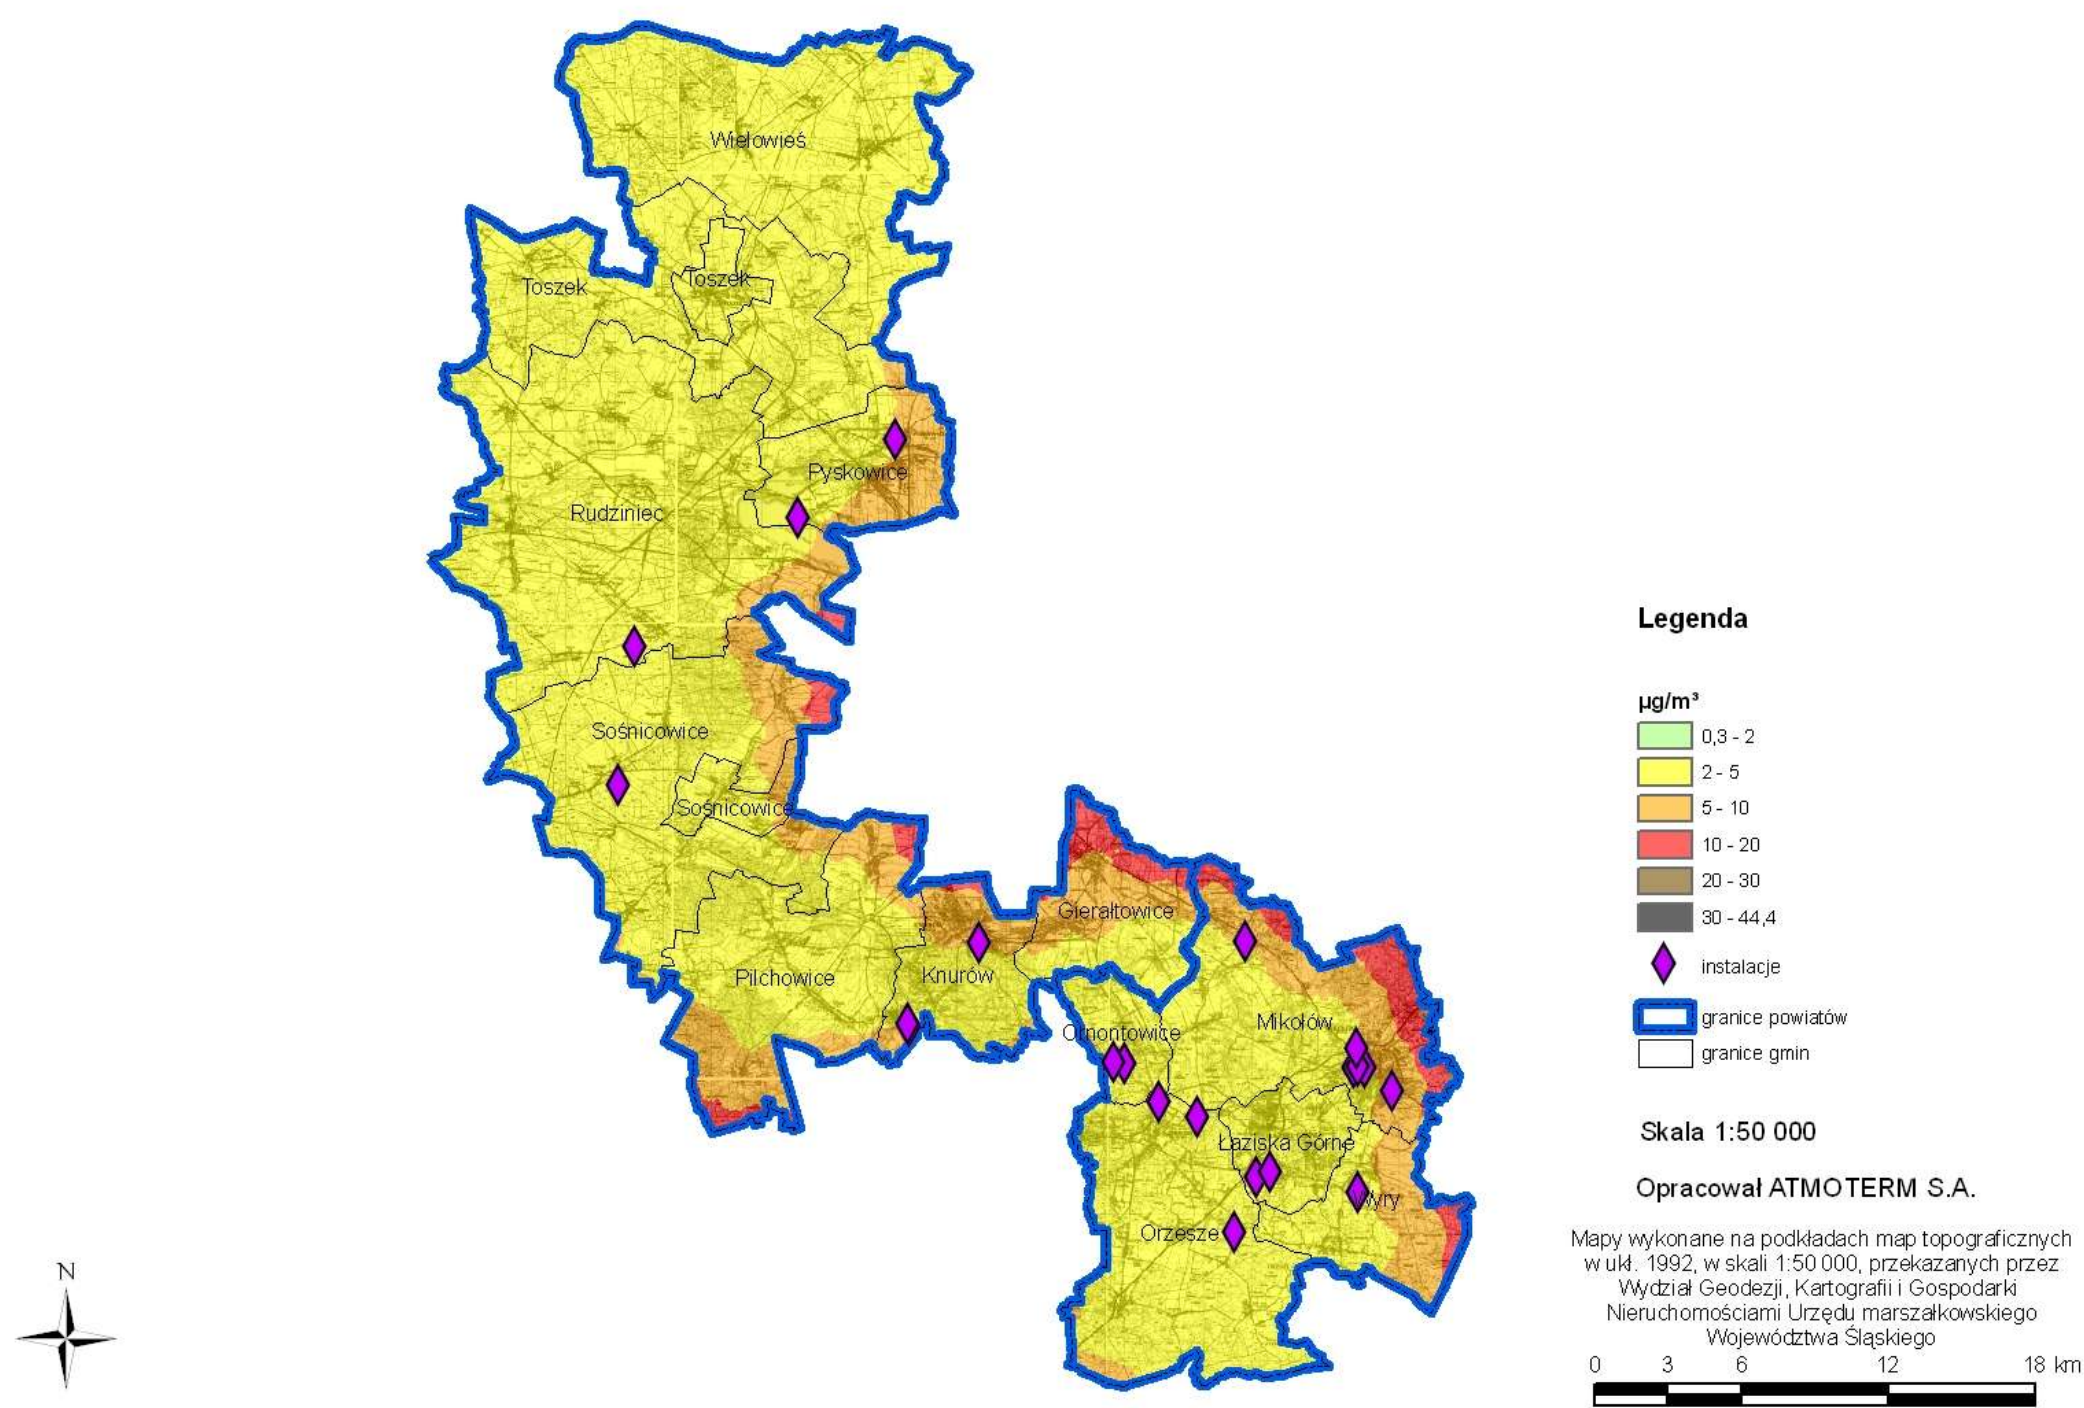 Wielowieś
Toszek
Toszek
Pyskowice
Rudziniec
Sośnicowice
Sośnicowice
Gierałtowice
Pilchowice
Knurów
Ornontowice
Mikołów
Łaziska Górne
Wyry
Orzesze
N
Legenda
µg/m³
0,3 - 2
2 - 5
5 - 10
10 - 20
20 - 30
30 - 44,4
instalacje
granice powiatów
granice gmin
Skala 1:50 000
Opracował ATMOTERM S.A.
Mapy wykonane na podkładach map topograficznych
w ukł. 1992, w skali 1:50 000, przekazanych przez
Wydział Geodezji, Kartografii i Gospodarki
Nieruchomościami Urzędu marszałkowskiego
Województwa Śląskiego
0 3 6 12 18 km